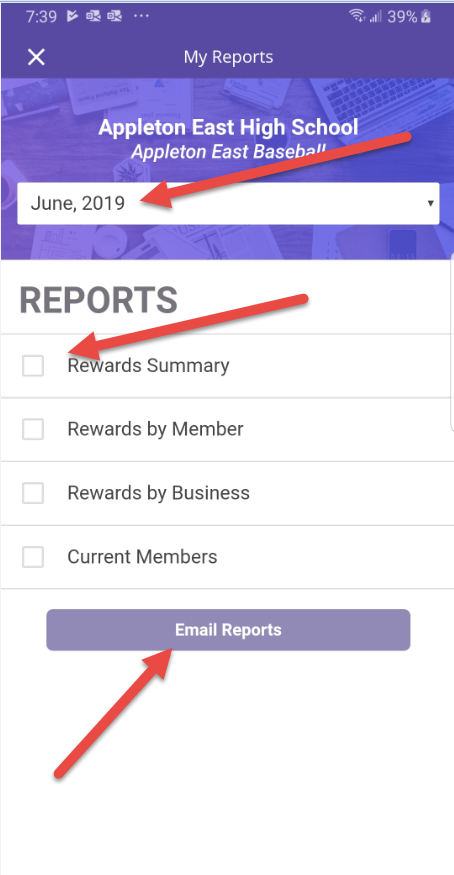 7:39 ... 39%
My Reports
Appleton East High School
Appleton East Baseball
June, 2019
REPORTS
Rewards Summary
Rewards by Member
Rewards by Business
Current Members
Email Reports